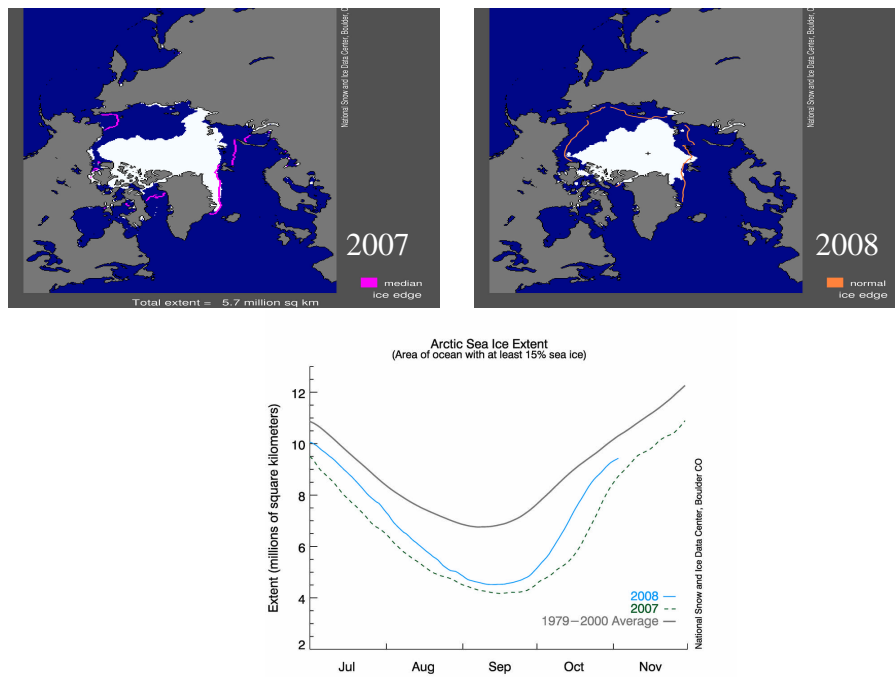 National Snow and Ice Data Center, Boulder, CO
2007
median
ice edge
Total extent = 5.7 million sq km
National Snow and Ice Data Center, Boulder, CO
2008
normal
ice edge
Arctic Sea Ice Extent
(Area of ocean with at least 15% sea ice)
Extent (millions of square kilometers)
12
10
8
6
4
2
Jul
Aug
Sep
Oct
Nov
2008
2007
1979−2000 Average
National Snow and Ice Data Center, Boulder CO